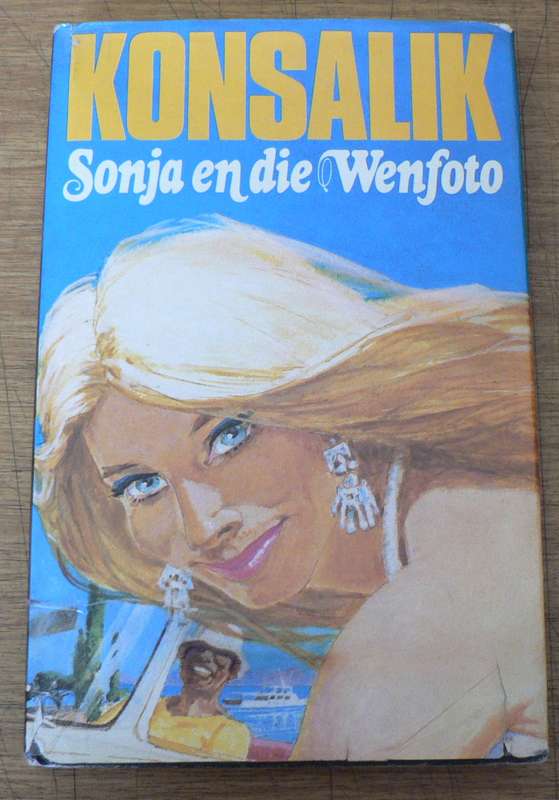 KONSALIK
Sonja en die Wenfoto